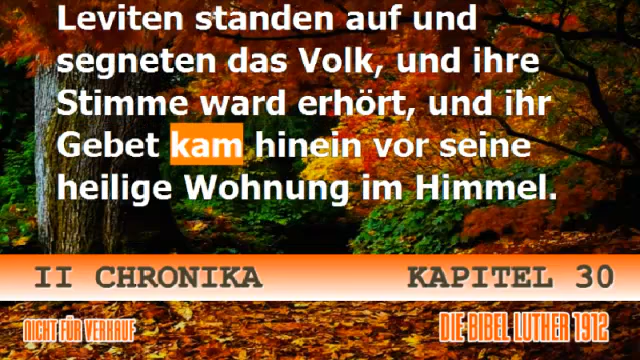 Leviten standen auf und
segneten das Volk, und ihre
Stimme ward erhört, und ihr
Gebet kam hinein vor seine
heilige Wohnung im Himmel.
II CHRONIKA KAPITEL 30
NICHT FÜR VERKAUF DIE BIBEL LUTHER 1912